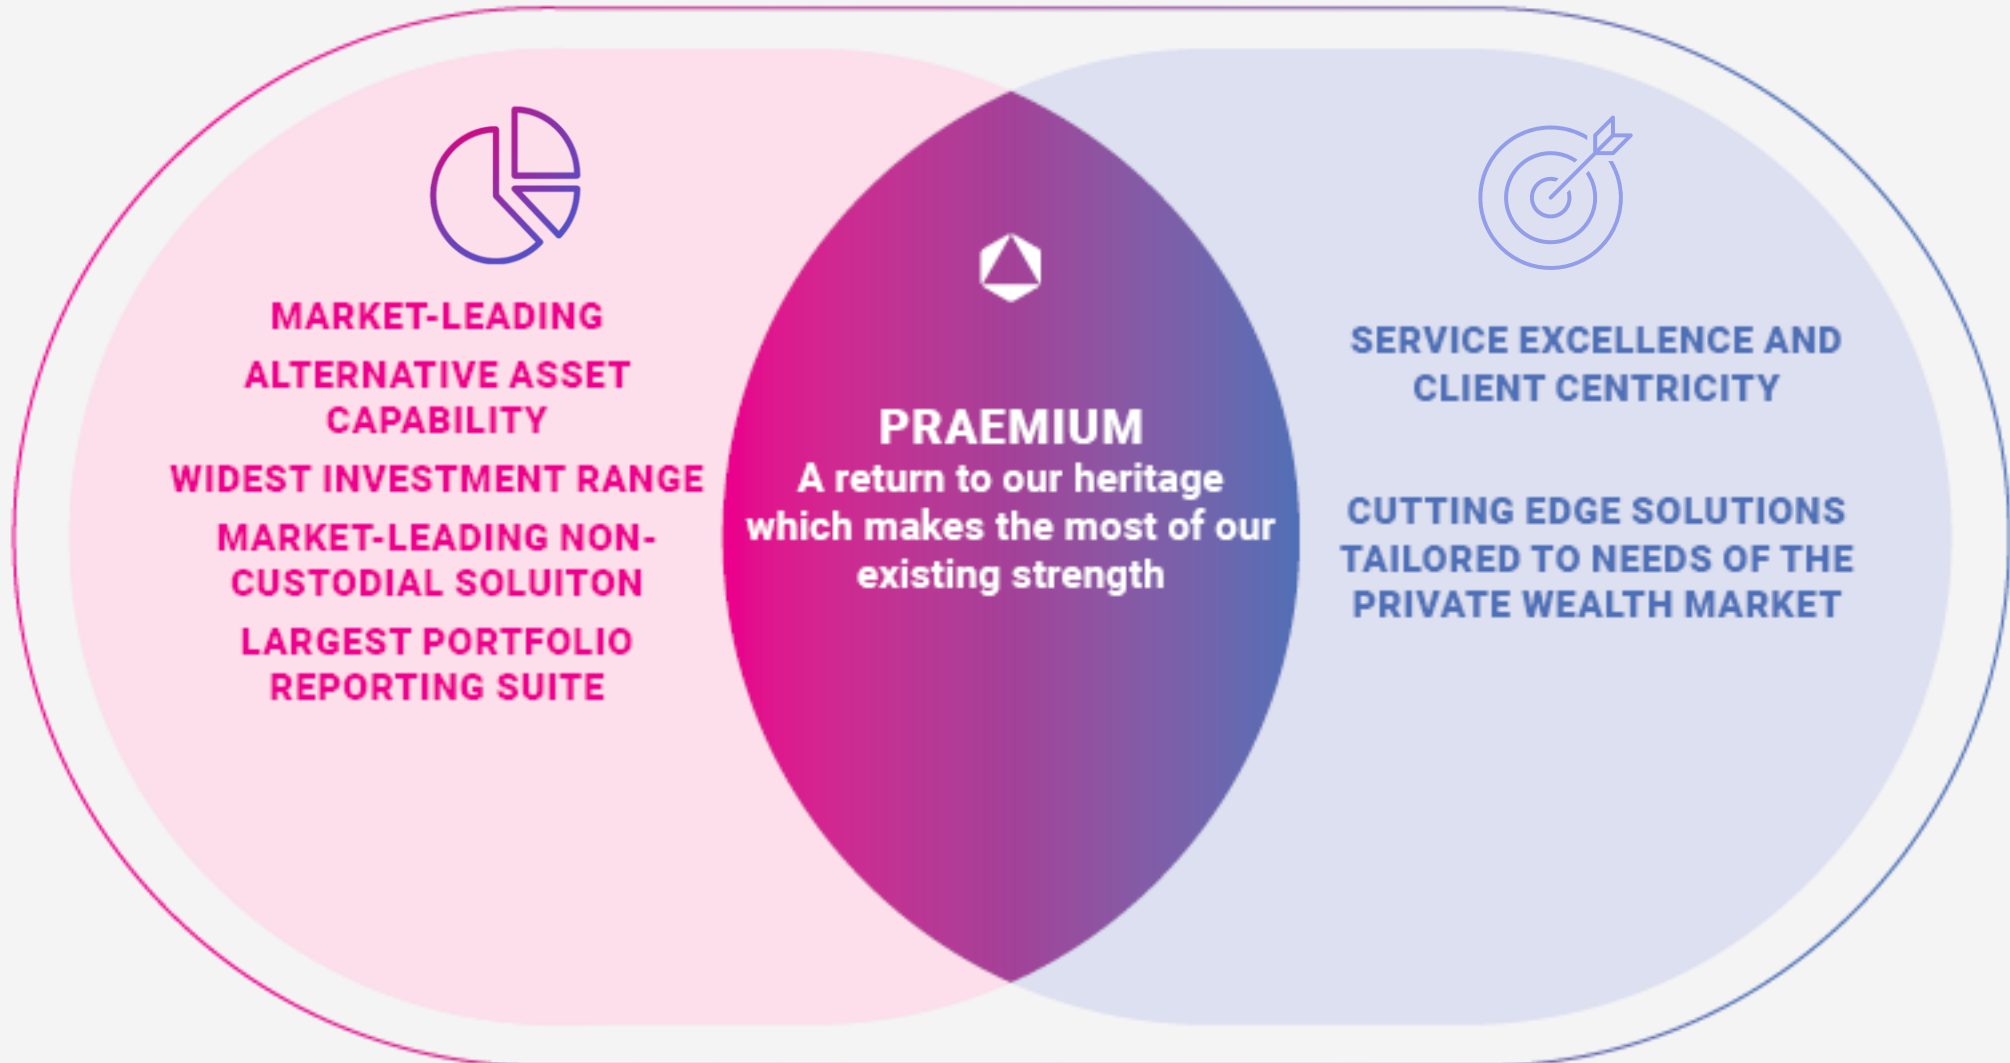 MARKET-LEADING
ALTERNATIVE ASSET
CAPABILITY
WIDEST INVESTMENT RANGE
MARKET-LEADING NON-
CUSTODIAL SOLUITON
LARGEST PORTFOLIO
REPORTING SUITE
PRAEMIUM
A return to our heritage
which makes the most of our
existing strength
SERVICE EXCELLENCE AND
CLIENT CENTRICITY
CUTTING EDGE SOLUTIONS
TAILORED TO NEEDS OF THE
PRIVATE WEALTH MARKET